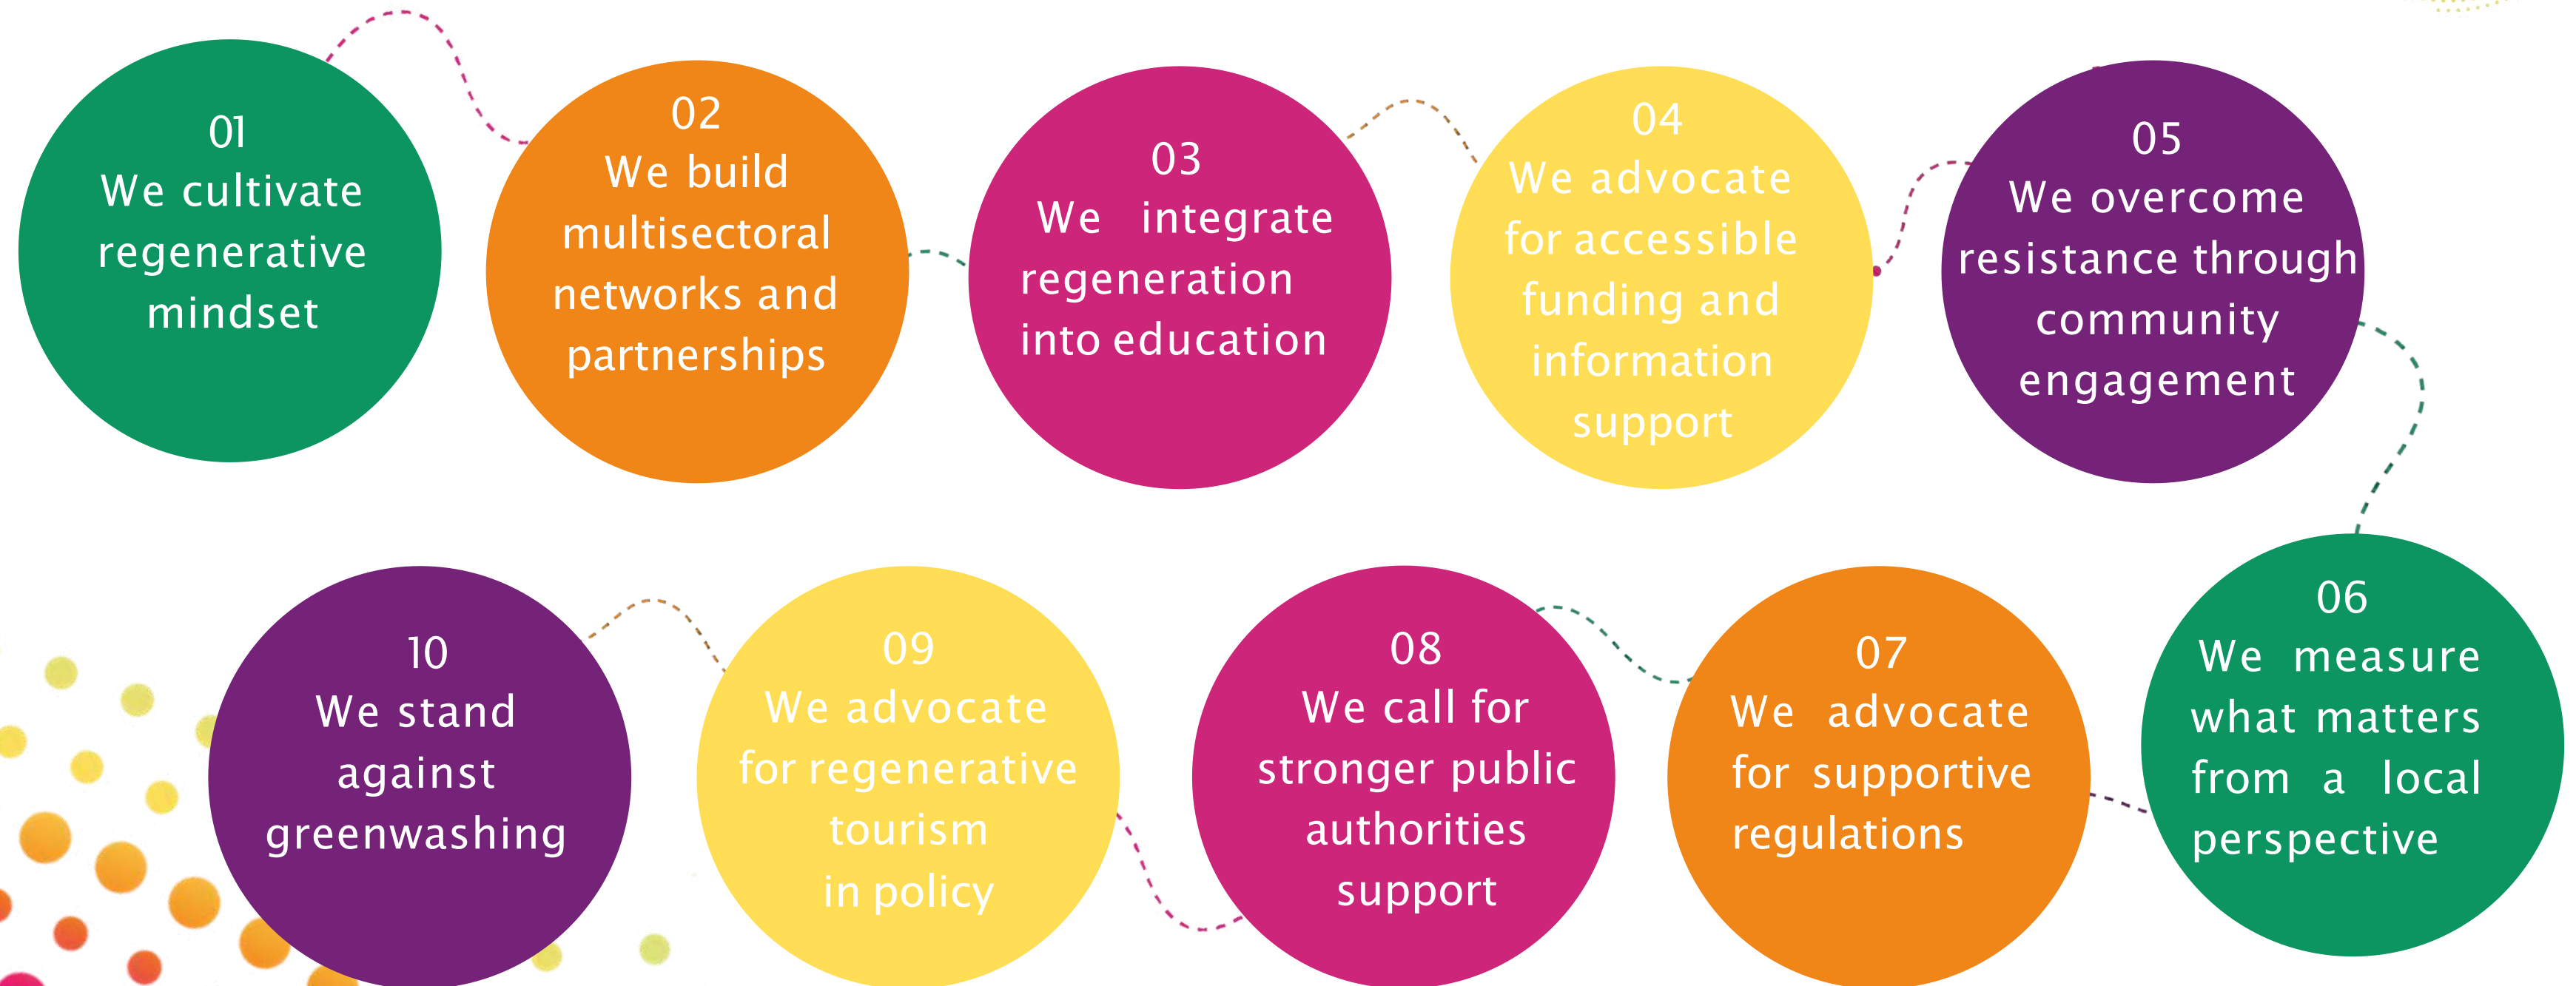 01
We cultivate
regenerative
mindset
02
We build
multisectoral
networks and
partnerships
03
We integrate
regeneration
into education
04
We advocate
for accessible
funding and
information
support
05
We overcome
resistance through
community
engagement
06
We measure
what matters
from a local
perspective
07
We advocate
for supportive
regulations
08
We call for
stronger public
authorities
support
09
We advocate
for regenerative
tourism
in policy
10
We stand
against
greenwashing